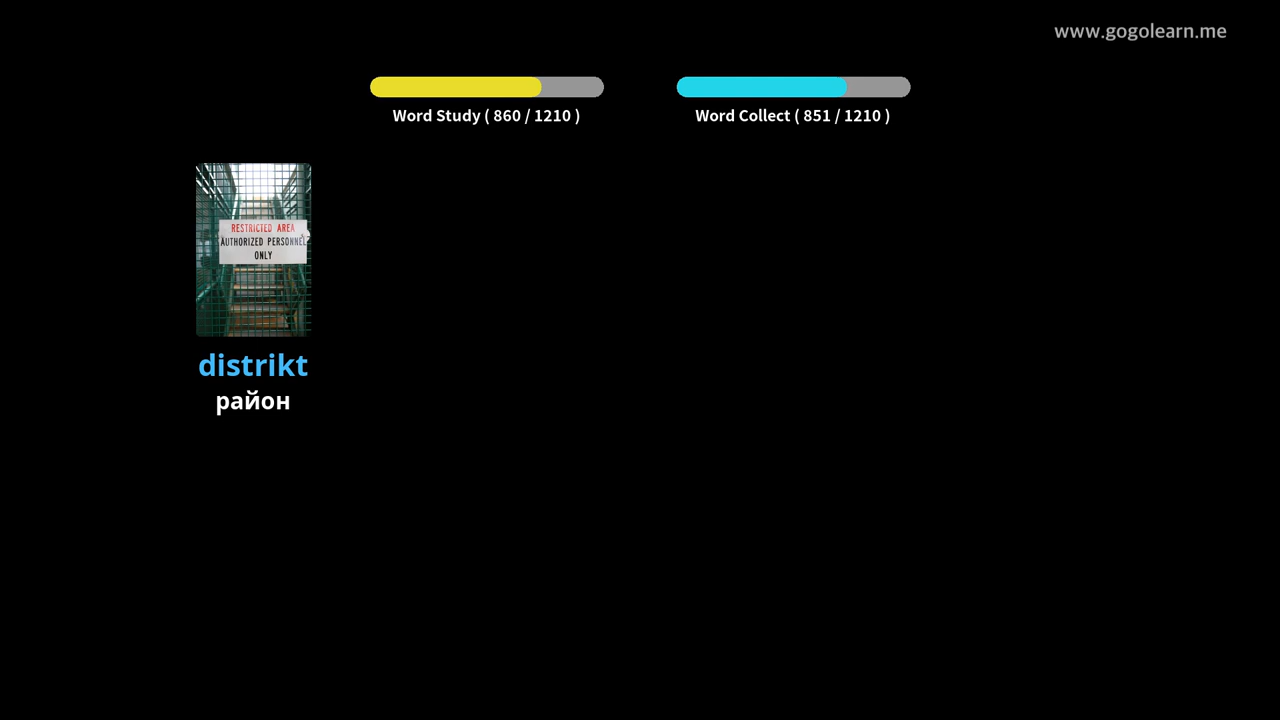 www.gogolearn.me
Word Study ( 860 / 1210 )
Word Collect ( 851 / 1210 )
RESTRICTED AREA
AUTHORIZED PERSONNEL
ONLY
distrikt
район